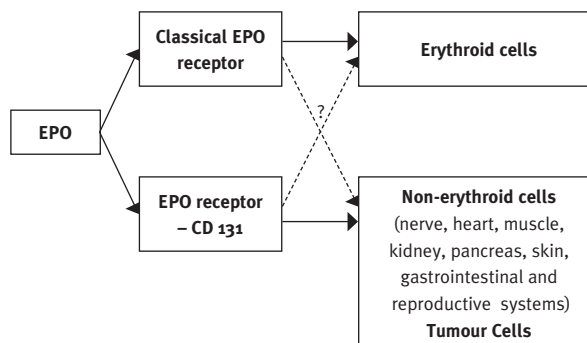 Classical EPO
receptor
Erythroid cells
?
EPO
EPO receptor
– CD 131
Non-erythroid cells
(nerve, heart, muscle,
kidney, pancreas, skin,
gastrointestinal and
reproductive systems)
Tumour Cells